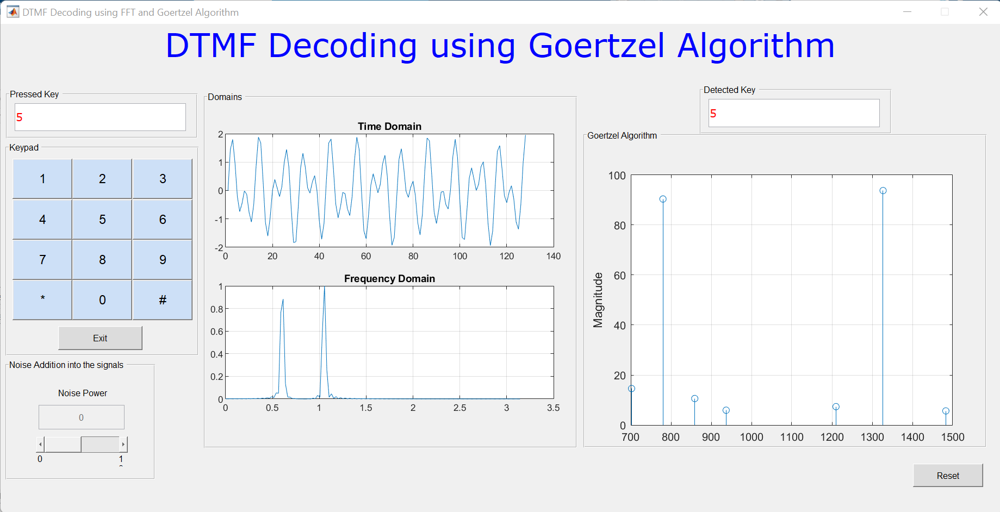 DTMF Decoding using FFT and Goertzel Algorithm
DTMF Decoding using Goertzel Algorithm
Pressed Key
5
Keypad
1 2 3
4 5 6
7 8 9
* 0 #
Exit
Noise Addition into the signals
Noise Power
0
0 1
Domains
Time Domain
2
1
0
-1
-2
0 20 40 60 80 100 120 140
Frequency Domain
1
0.8
0.6
0.4
0.2
0
0 0.5 1 1.5 2 2.5 3 3.5
Detected Key
5
Goertzel Algorithm
Magnitude
100
80
60
40
20
0
700 800 900 1000 1100 1200 1300 1400 1500
Reset